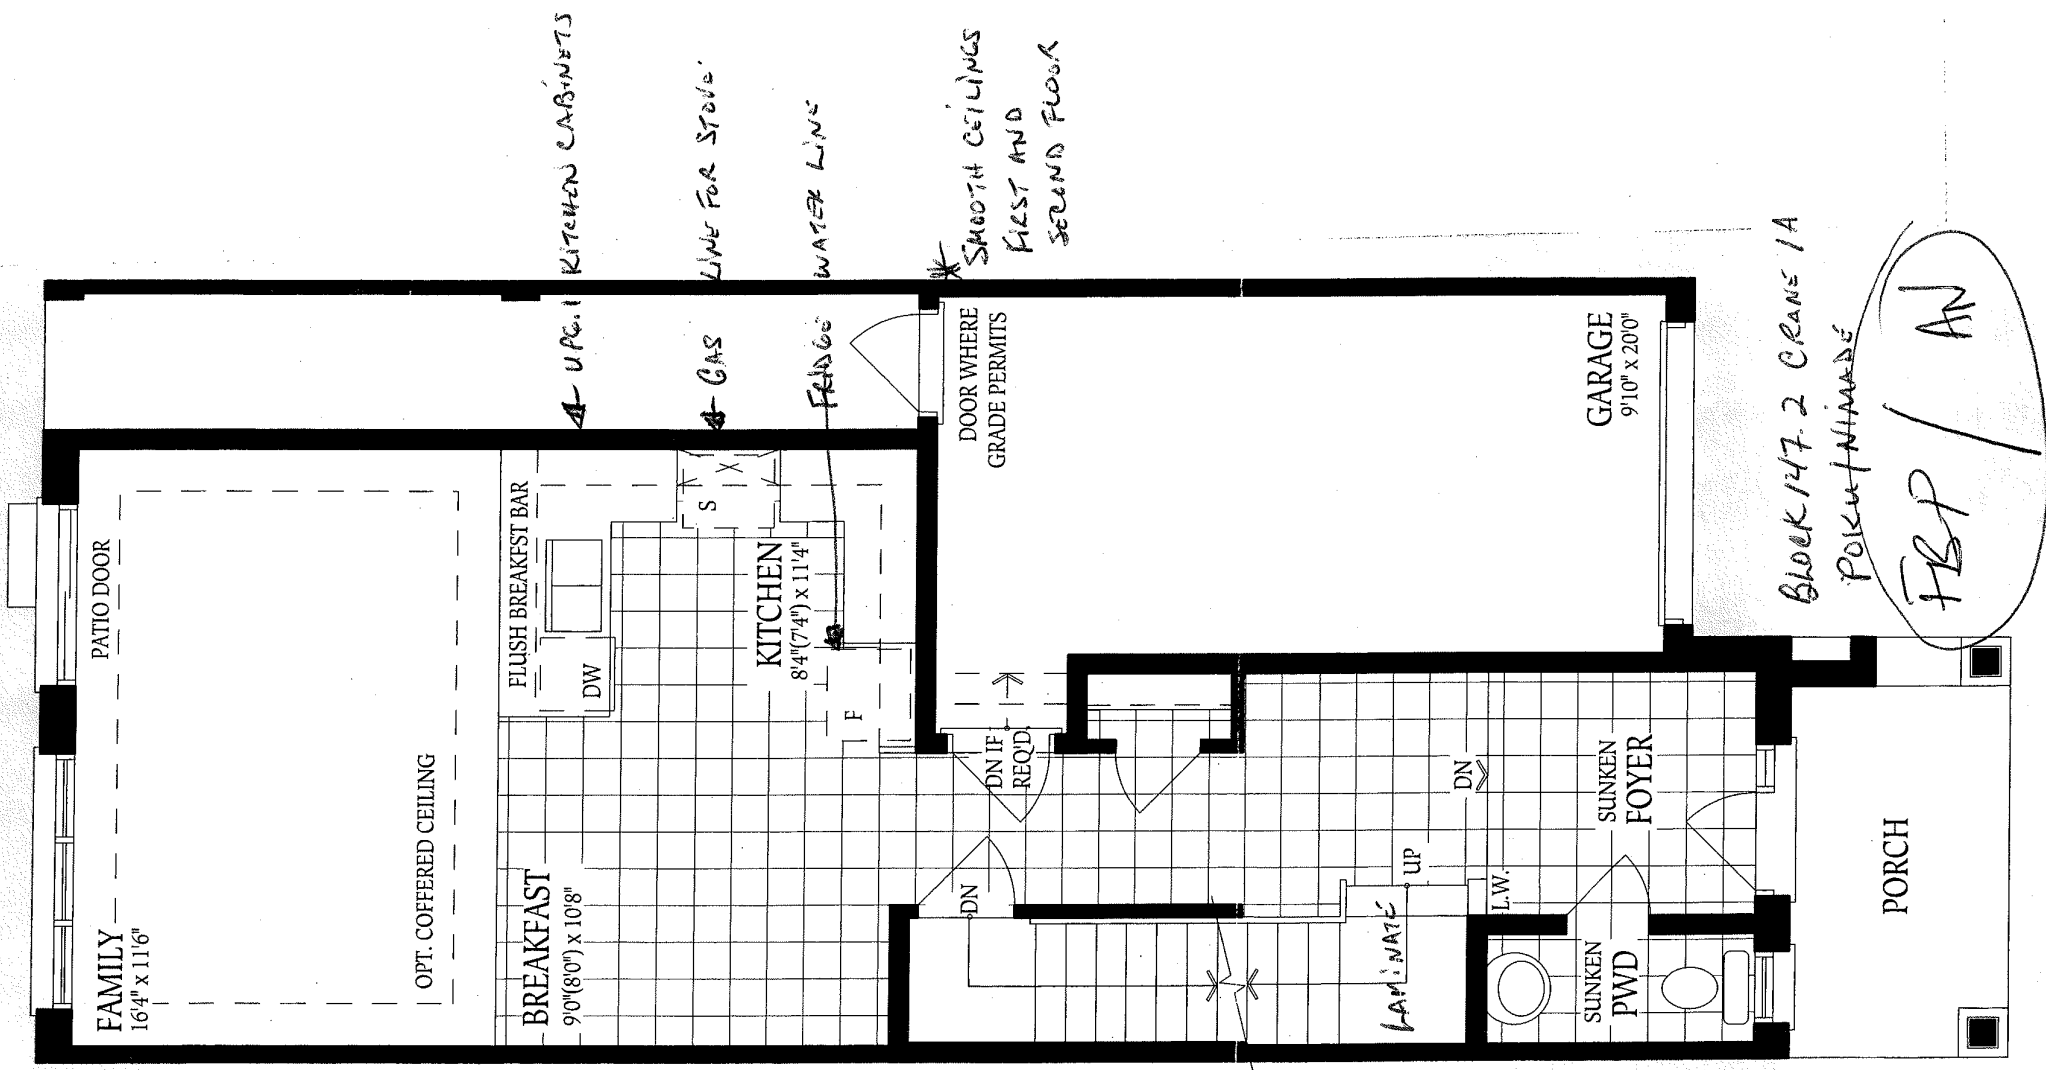 UPG. 1 KITCHEN CABINETS
GAS LINE FOR STOVE
FRIDGE WATER LINE
* SMOOTH CEILINGS
FIRST AND
SECOND FLOOR
PATIO DOOR
FAMILY
16'4" x 11'6"
OPT. COFFERED CEILING
FLUSH BREAKFEST BAR
DW
S
KITCHEN
8'4"(7'4") x 11'4"
F
BREAKFAST
9'0"(8'0") x 10'8"
DOOR WHERE
GRADE PERMITS
GARAGE
9'10" x 20'0"
DN IF
REQ'D.
DN
DN
UP
LAMINATE
L.W.
SUNKEN
FOYER
SUNKEN
PWD
PORCH
BLOCK 147-2 CRANE 1A
POKU/NIMADE
FBP / AN